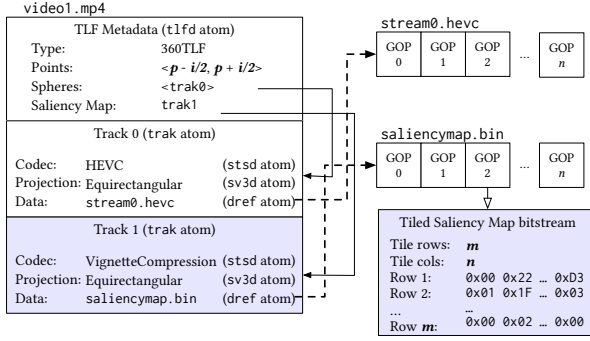 video1.mp4
TLF Metadata (tlfd atom)
Type: 360TLF
Points: <p - i/2, p + i/2>
Spheres: <trak0>
Saliency Map: trak1
Track 0 (trak atom)
Codec: HEVC (stsd atom)
Projection: Equirectangular (sv3d atom)
Data: stream0.hevc (dref atom)
Track 1 (trak atom)
Codec: VignetteCompression (stsd atom)
Projection: Equirectangular (sv3d atom)
Data: saliencymap.bin (dref atom)
stream0.hevc
GOP GOP GOP GOP
0 1 2 ... n
saliencymap.bin
GOP GOP GOP GOP
0 1 2 ... n
Tiled Saliency Map bitstream
Tile rows: m
Tile cols: n
Row 1: 0x00 0x22 … 0xD3
Row 2: 0x01 0x1F … 0x03
... …
Row m: 0x00 0x02 … 0x00